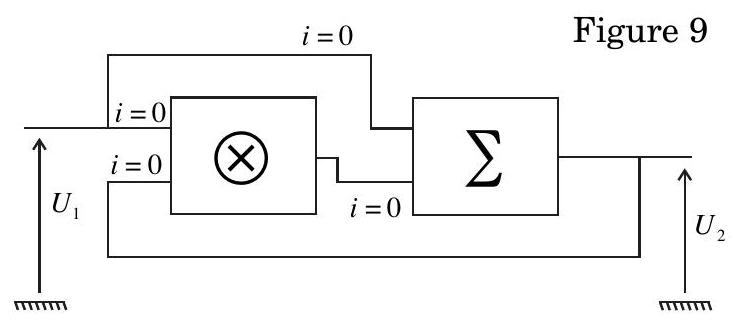 Figure 9
i = 0
i = 0
⊗
Σ
i = 0
i = 0
U₁
U₂